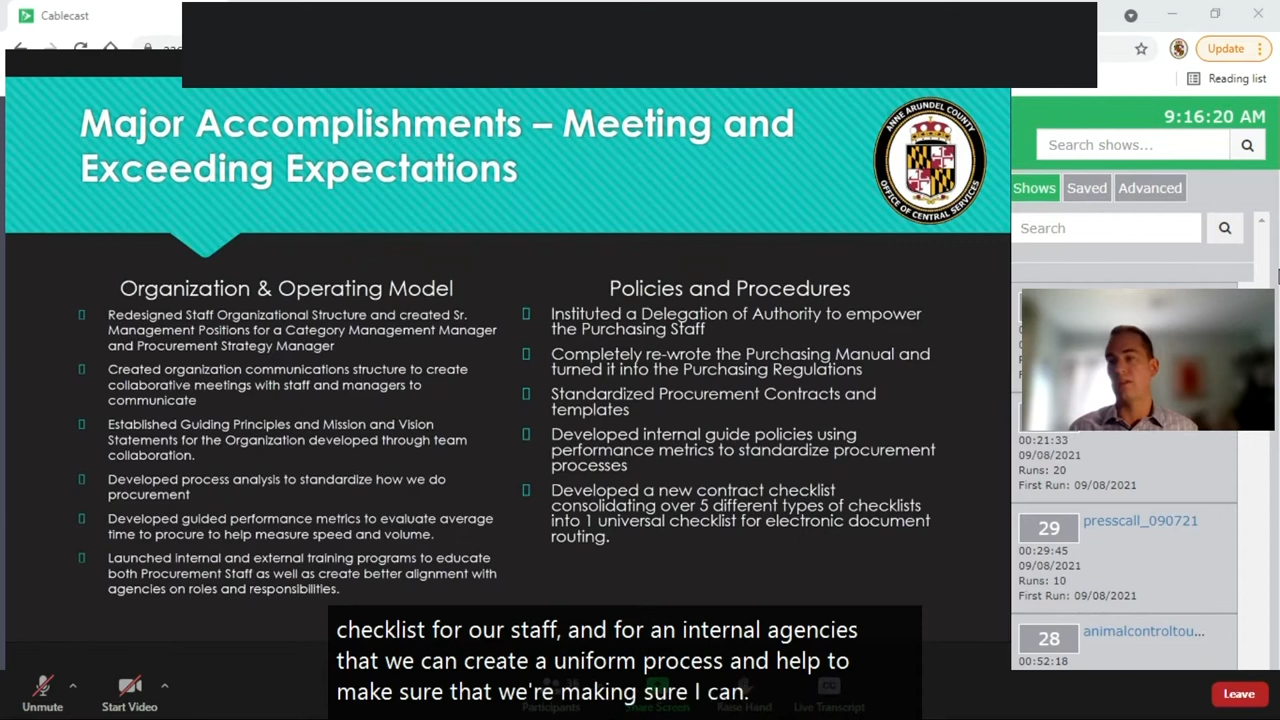 Cablecast
Update
Reading list
Major Accomplishments – Meeting and
Exceeding Expectations
ANNE ARUNDEL COUNTY
OFFICE OF CENTRAL SERVICES
9:16:20 AM
Search shows...
Shows
Saved
Advanced
Search
Organization & Operating Model
Redesigned Staff Organizational Structure and created Sr.
Management Positions for a Category Management Manager
and Procurement Strategy Manager
Created organization communications structure to create
collaborative meetings with staff and managers to
communicate
Established Guiding Principles and Mission and Vision
Statements for the Organization developed through team
collaboration.
Developed process analysis to standardize how we do
procurement
Developed guided performance metrics to evaluate average
time to procure to help measure speed and volume.
Launched internal and external training programs to educate
both Procurement Staff as well as create better alignment with
agencies on roles and responsibilities.
Policies and Procedures
Instituted a Delegation of Authority to empower
the Purchasing Staff
Completely re-wrote the Purchasing Manual and
turned it into the Purchasing Regulations
Standardized Procurement Contracts and
templates
Developed internal guide policies using
performance metrics to standardize procurement
processes
Developed a new contract checklist
consolidating over 5 different types of checklists
into 1 universal checklist for electronic document
routing.
00:21:33
09/08/2021
Runs: 20
First Run: 09/08/2021
29
presscall_090721
00:29:45
09/08/2021
Runs: 10
First Run: 09/08/2021
28
animalcontroltou...
00:52:18
checklist for our staff, and for an internal agencies
that we can create a uniform process and help to
make sure that we're making sure I can.
Unmute
Start Video
Participants
Share Screen
Raise Hand
Live Transcript
Leave